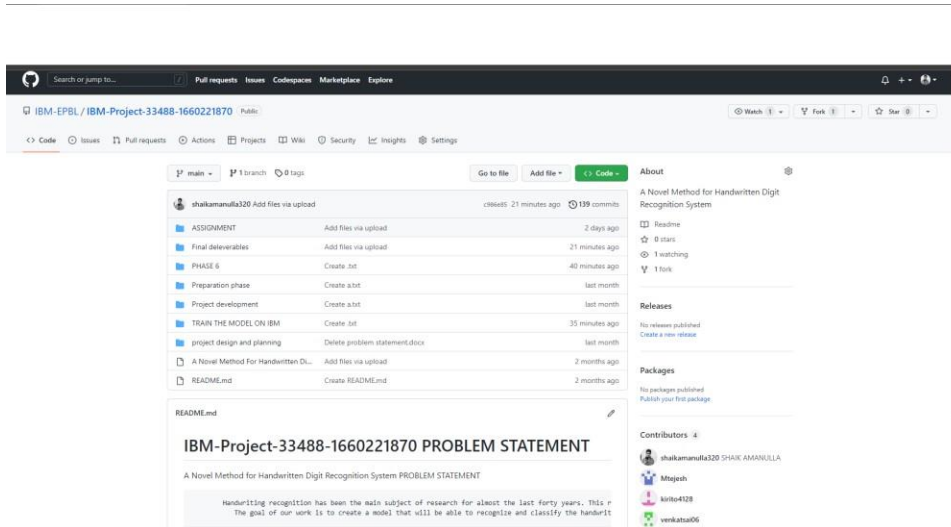 Search or jump to... / Pull requests Issues Codespaces Marketplace Explore
IBM-EPBL / IBM-Project-33488-1660221870 Public
Watch 1 Fork 1 Star 0
Code Issues Pull requests Actions Projects Wiki Security Insights Settings
main 1 branch 0 tags Go to file Add file Code
shaikamanulla320 Add files via upload 21 minutes ago 139 commits
ASSIGNMENT Add files via upload 2 days ago
Final deleverables Add files via upload 21 minutes ago
PHASE 6 Create .txt 40 minutes ago
Preparation phase Create a.txt last month
Project development Create a.txt last month
TRAIN THE MODEL ON IBM Create .txt 35 minutes ago
project design and planning Delete problem statement.docx last month
A Novel Method For Handwritten Di... Add files via upload 2 months ago
README.md Create README.md 2 months ago
README.md
IBM-Project-33488-1660221870 PROBLEM STATEMENT
A Novel Method for Handwritten Digit Recognition System PROBLEM STATEMENT
Handwriting recognition has been the main subject of research for almost the last forty years. This r
The goal of our work is to create a model that will be able to recognize and classify the handwrit
About
A Novel Method for Handwritten Digit
Recognition System
Readme
0 stars
1 watching
1 fork
Releases
No releases published
Create a new release
Packages
No packages published
Publish your first package
Contributors 4
shaikamanulla320 SHAIK AMANULLA
Mtejesh
kirito4128
venkatsai06